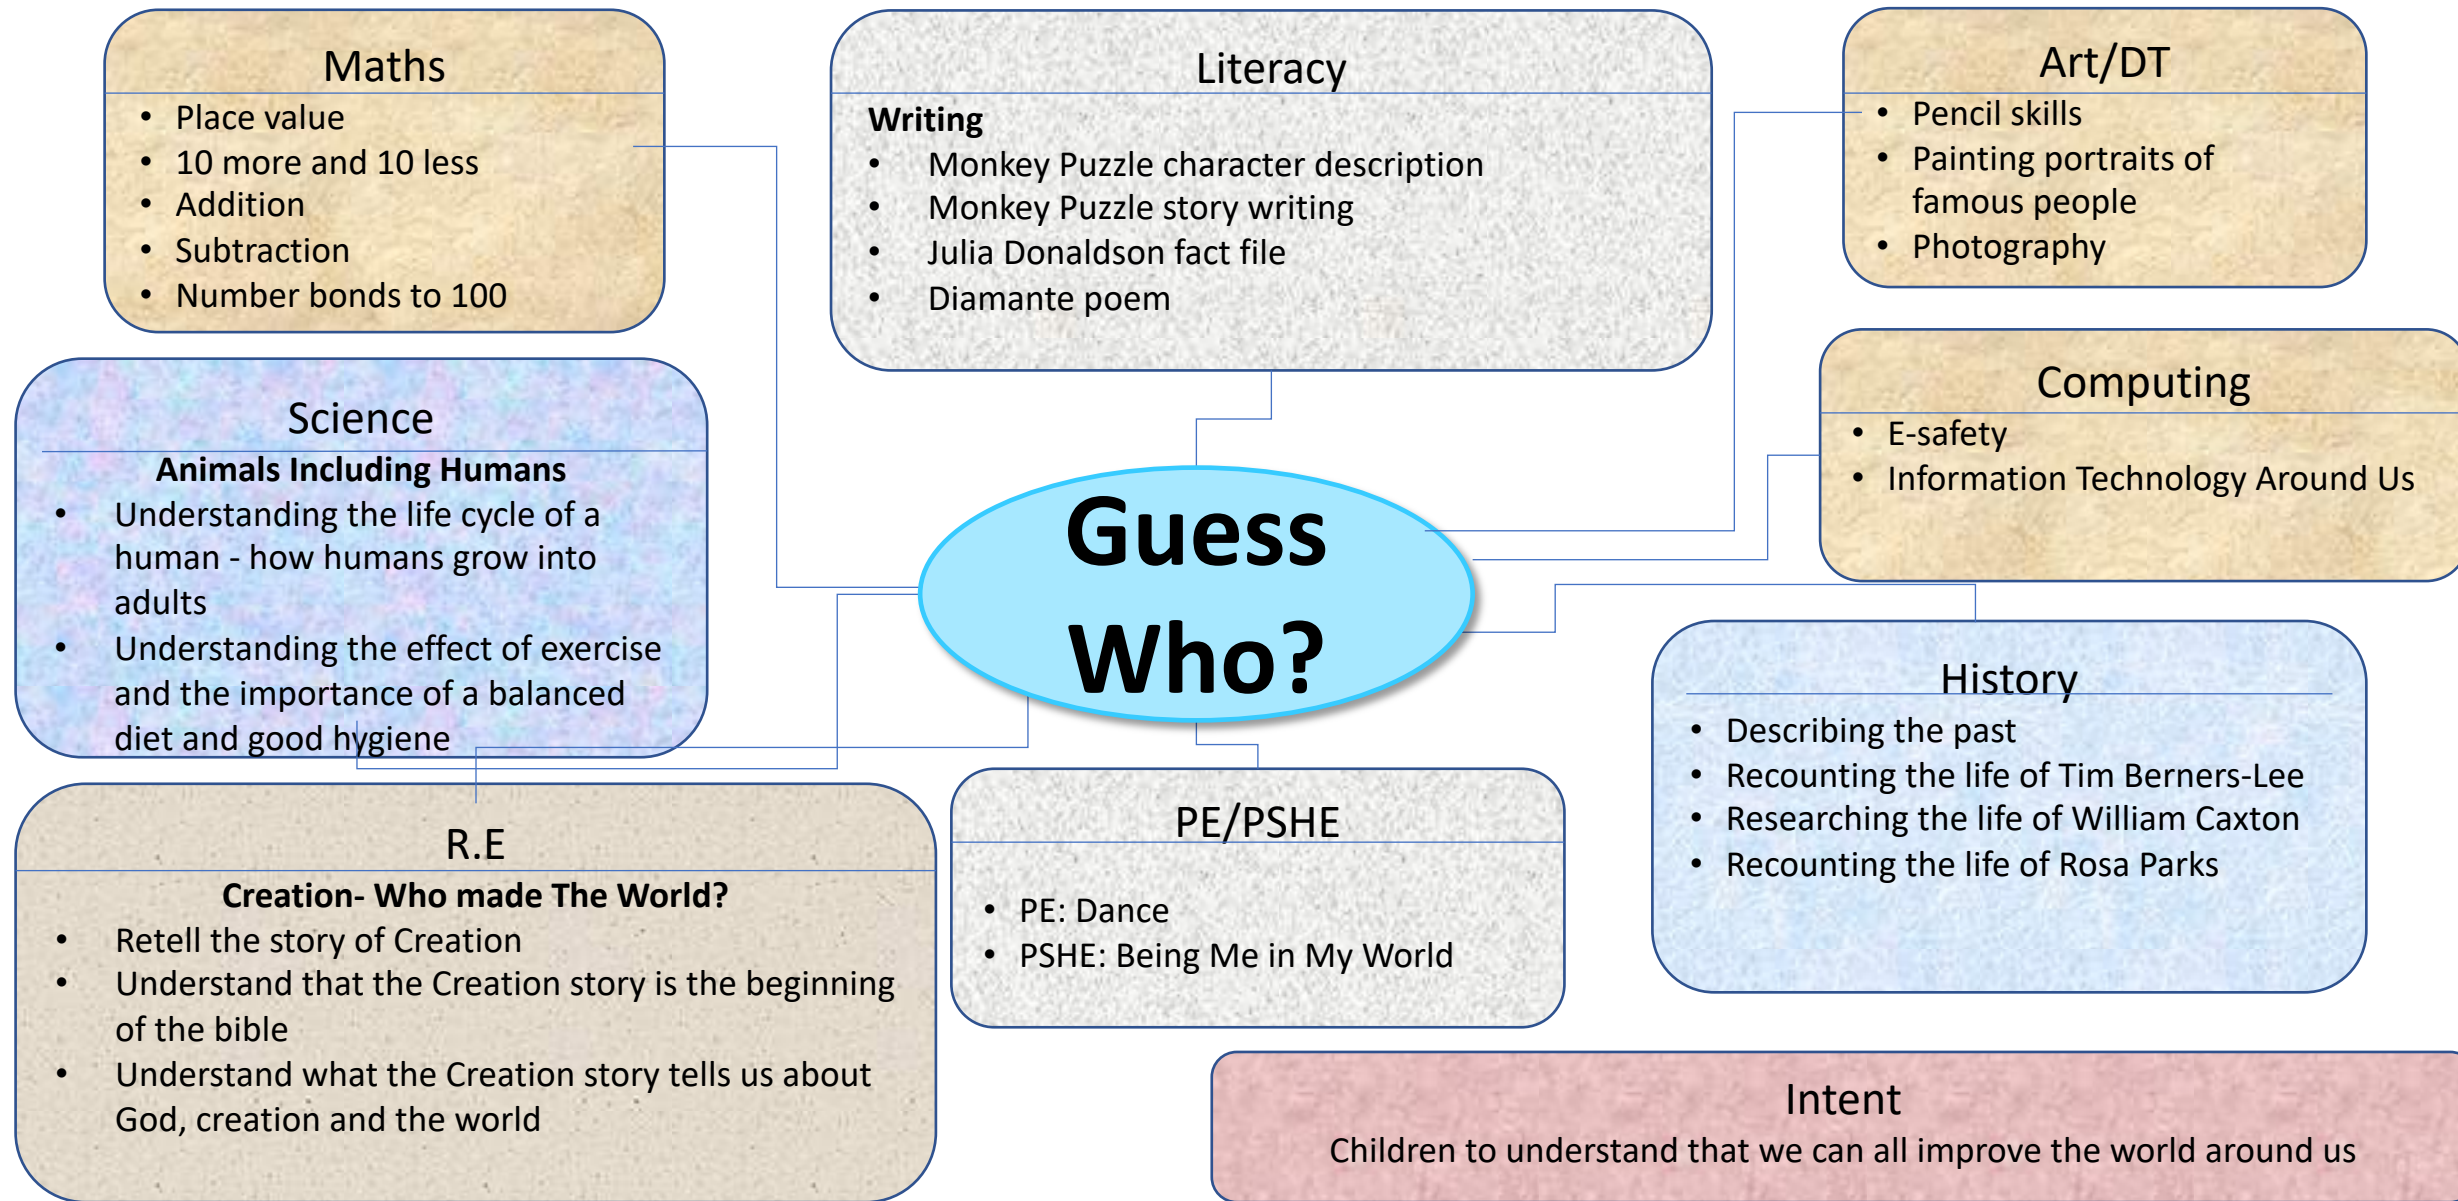 Maths
• Place value
• 10 more and 10 less
• Addition
• Subtraction
• Number bonds to 100
Literacy
Writing
• Monkey Puzzle character description
• Monkey Puzzle story writing
• Julia Donaldson fact file
• Diamante poem
Art/DT
• Pencil skills
• Painting portraits of
famous people
• Photography
Science
Animals Including Humans
• Understanding the life cycle of a
human - how humans grow into
adults
• Understanding the effect of exercise
and the importance of a balanced
diet and good hygiene
Guess
Who?
Computing
• E-safety
• Information Technology Around Us
History
• Describing the past
• Recounting the life of Tim Berners-Lee
• Researching the life of William Caxton
• Recounting the life of Rosa Parks
R.E
Creation- Who made The World?
• Retell the story of Creation
• Understand that the Creation story is the beginning
of the bible
• Understand what the Creation story tells us about
God, creation and the world
PE/PSHE
• PE: Dance
• PSHE: Being Me in My World
Intent
Children to understand that we can all improve the world around us